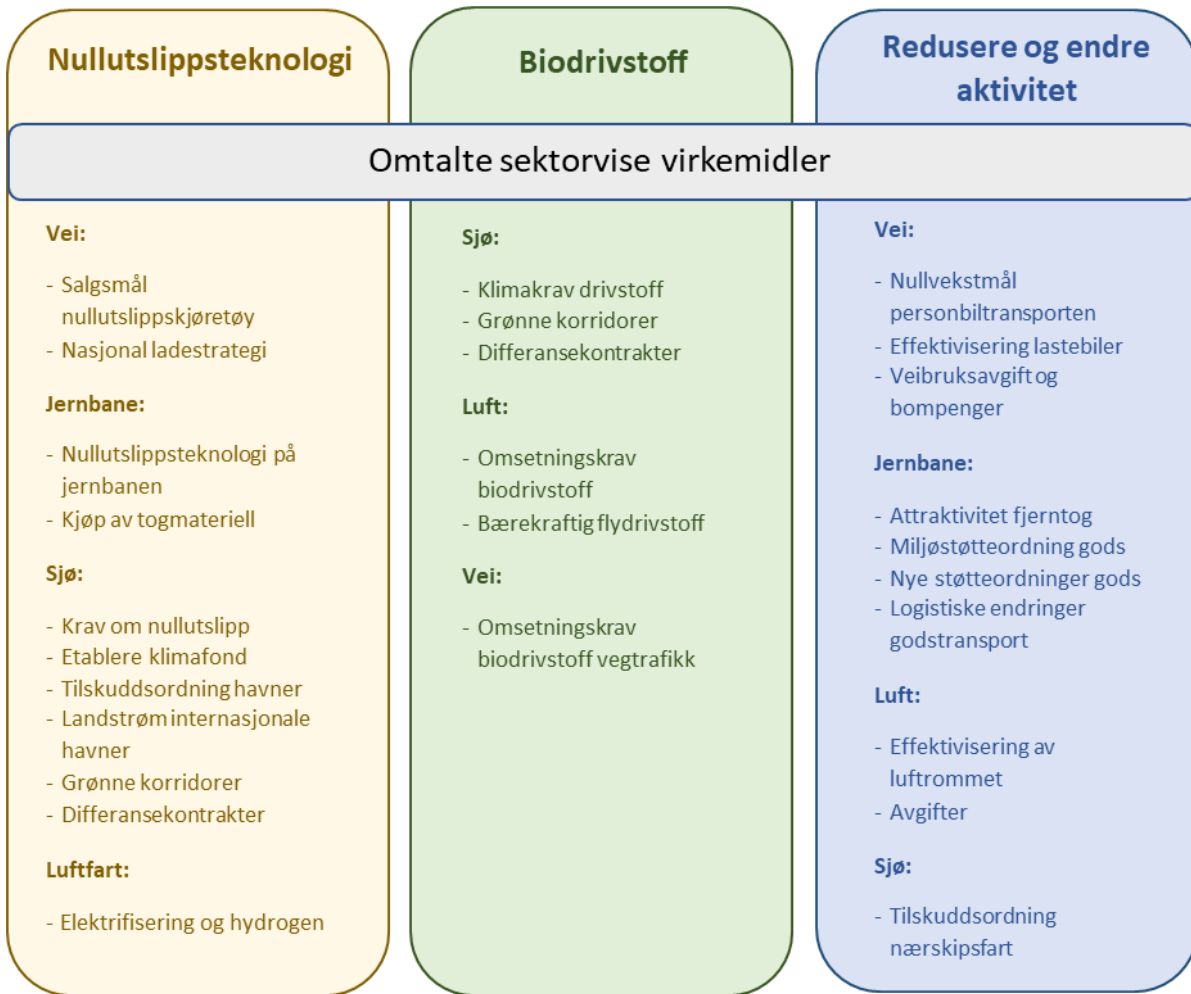 Nullutslippsteknologi
Biodrivstoff
Redusere og endre
aktivitet
Omtalte sektorvise virkemidler
Vei:
- Salgsmål
nullutslippskjøretøy
- Nasjonal ladestrategi
Jernbane:
- Nullutslippsteknologi på
jernbanen
- Kjøp av togmateriell
Sjø:
- Krav om nullutslipp
- Etablere klimafond
- Tilskuddsordning havner
- Landstrøm internasjonale
havner
- Grønne korridorer
- Differansekontrakter
Luftfart:
- Elektrifisering og hydrogen
Sjø:
- Klimakrav drivstoff
- Grønne korridorer
- Differansekontrakter
Luft:
- Omsetningskrav
biodrivstoff
- Bærekraftig flydrivstoff
Vei:
- Omsetningskrav
biodrivstoff vegtrafikk
Vei:
- Nullvekstmål
personbiltransporten
- Effektivisering lastebiler
- Veibruksavgift og
bompenger
Jernbane:
- Attraktivitet fjerntog
- Miljøstøtteordning gods
- Nye støtteordninger gods
- Logistiske endringer
godstransport
Luft:
- Effektivisering av
luftrommet
- Avgifter
Sjø:
- Tilskuddsordning
nærskipsfart